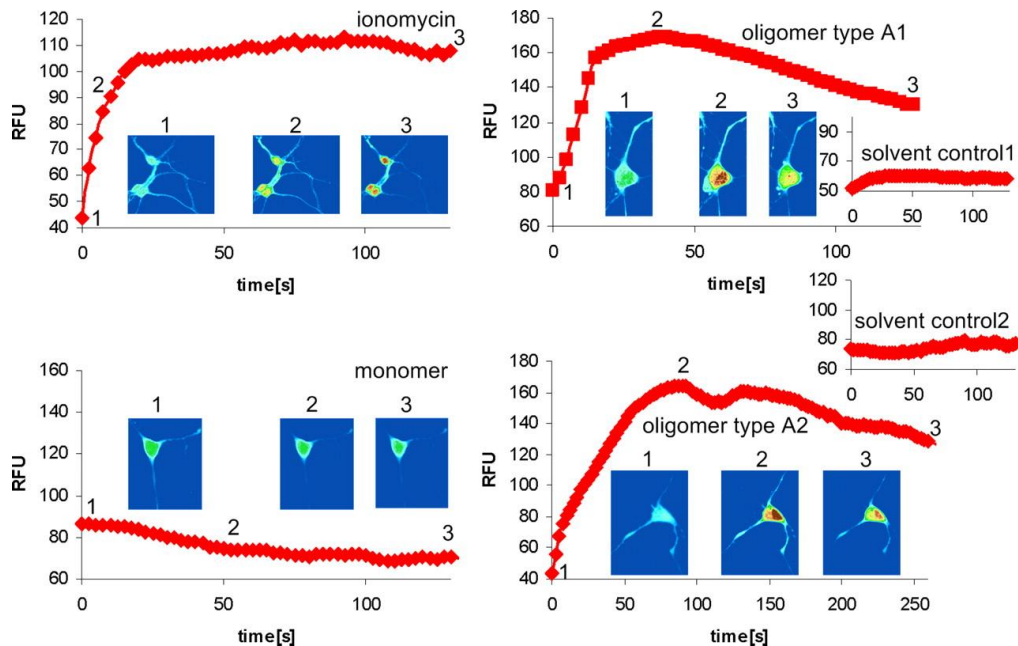 ionomycin
120
110
100
90
80
70
60
50
40
RFU
2
3
1 2 3
1
0 50 100
time[s]
oligomer type A1
180
160
140
120
100
80
60
RFU
2
3
1 2 3
1
0 50 100
time[s]
solvent control1
90
70
50
0 50 100
solvent control2
120
100
80
60
0 50 100
monomer
160
140
120
100
80
60
RFU
1 2 3
1 2 3
0 50 100
time[s]
oligomer type A2
180
160
140
120
100
80
60
40
RFU
2
3
1 2 3
1
0 50 100 150 200 250
time[s]